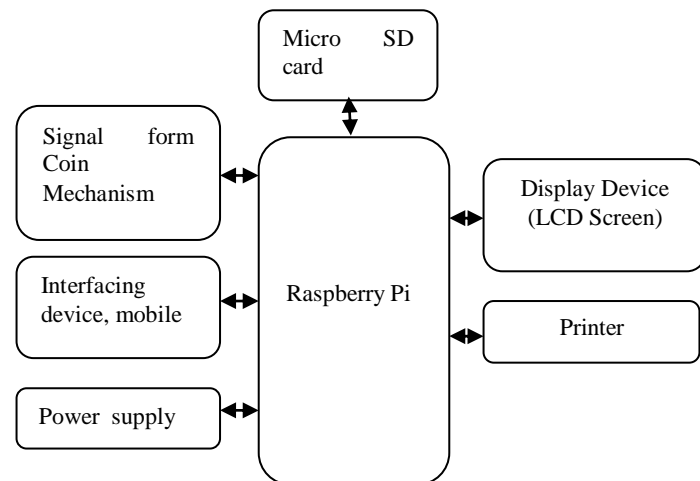 Micro SD
card
Signal form
Coin
Mechanism
Display Device
(LCD Screen)
Interfacing
device, mobile
Raspberry Pi
Printer
Power supply